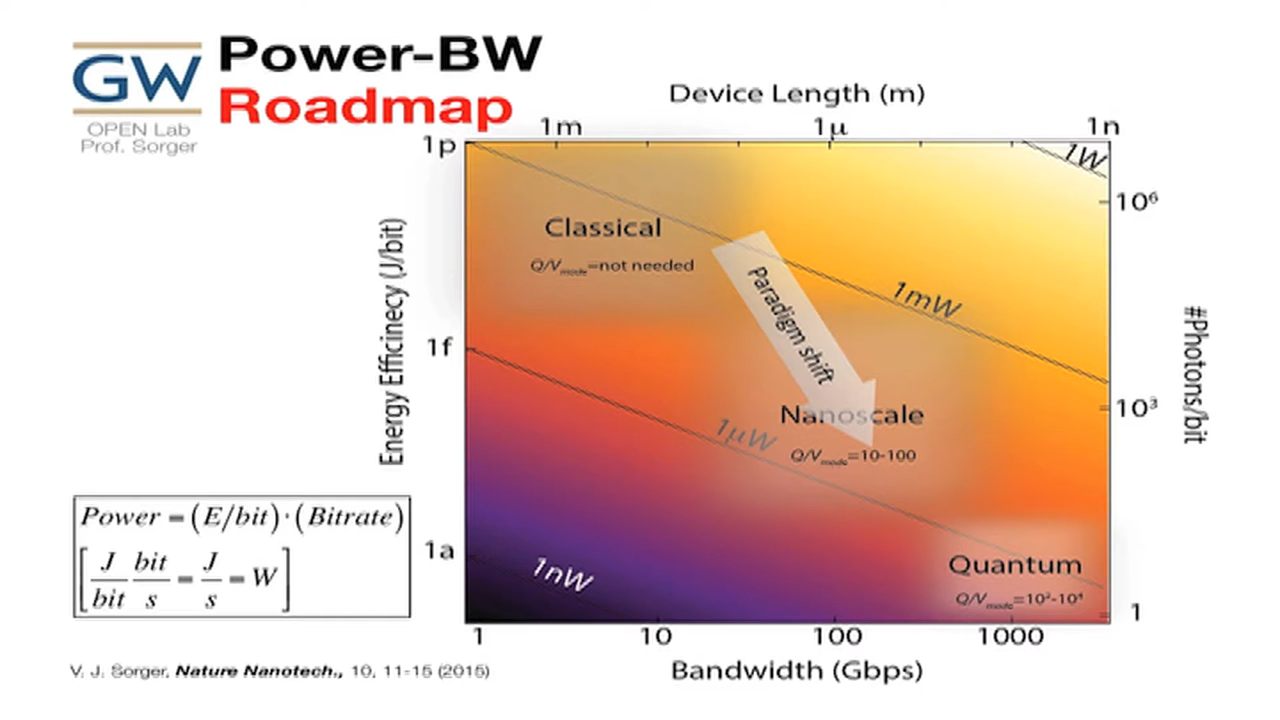 GW
OPEN Lab
Prof. Sorger
Power-BW
Roadmap
Device Length (m)
1m
1µ
1n
1p
1f
1a
Energy Efficinecy (J/bit)
1W
1mW
1µW
1nW
Classical
Q/Vmode=not needed
Paradigm shift
Nanoscale
Q/Vmode=10-100
Quantum
Q/Vmode=10²-10⁴
10⁶
10³
1
#Photons/bit
1
10
100
1000
Bandwidth (Gbps)
Power = (E/bit)·(Bitrate)
[J/bit bit/s = J/s = W]
V. J. Sorger, Nature Nanotech., 10, 11-15 (2015)